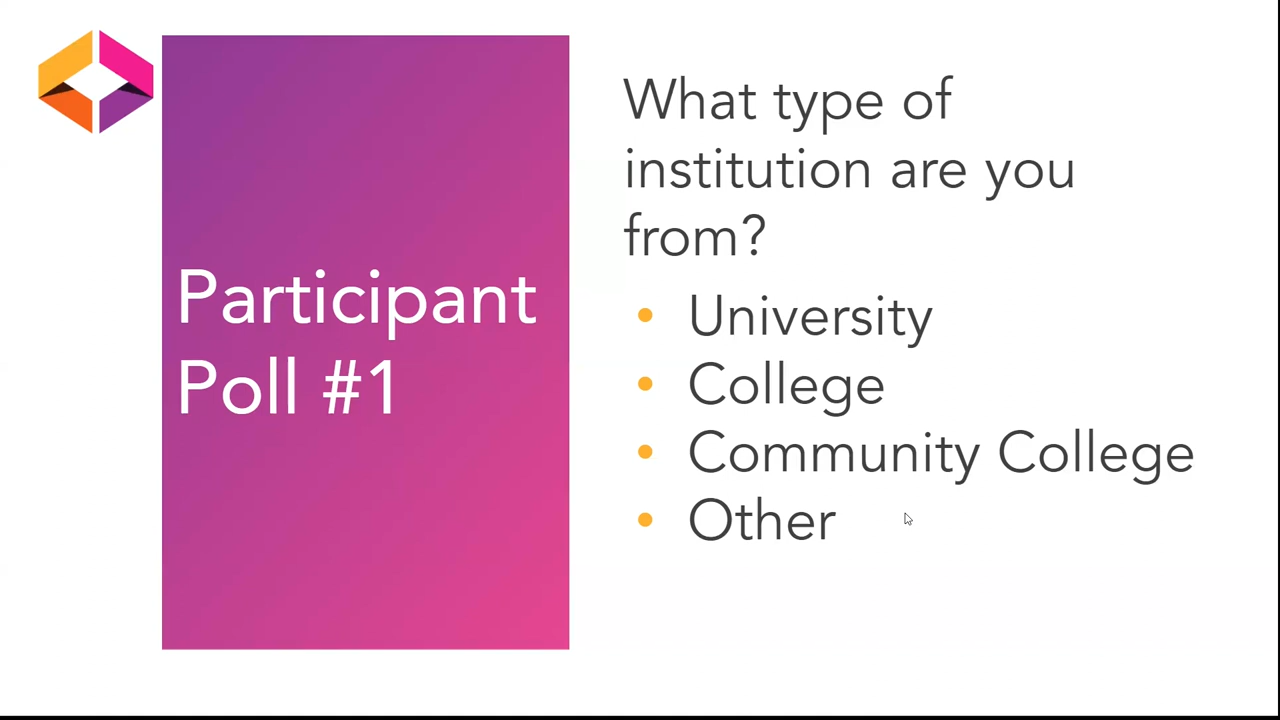 Participant
Poll #1
What type of
institution are you
from?
• University
• College
• Community College
• Other